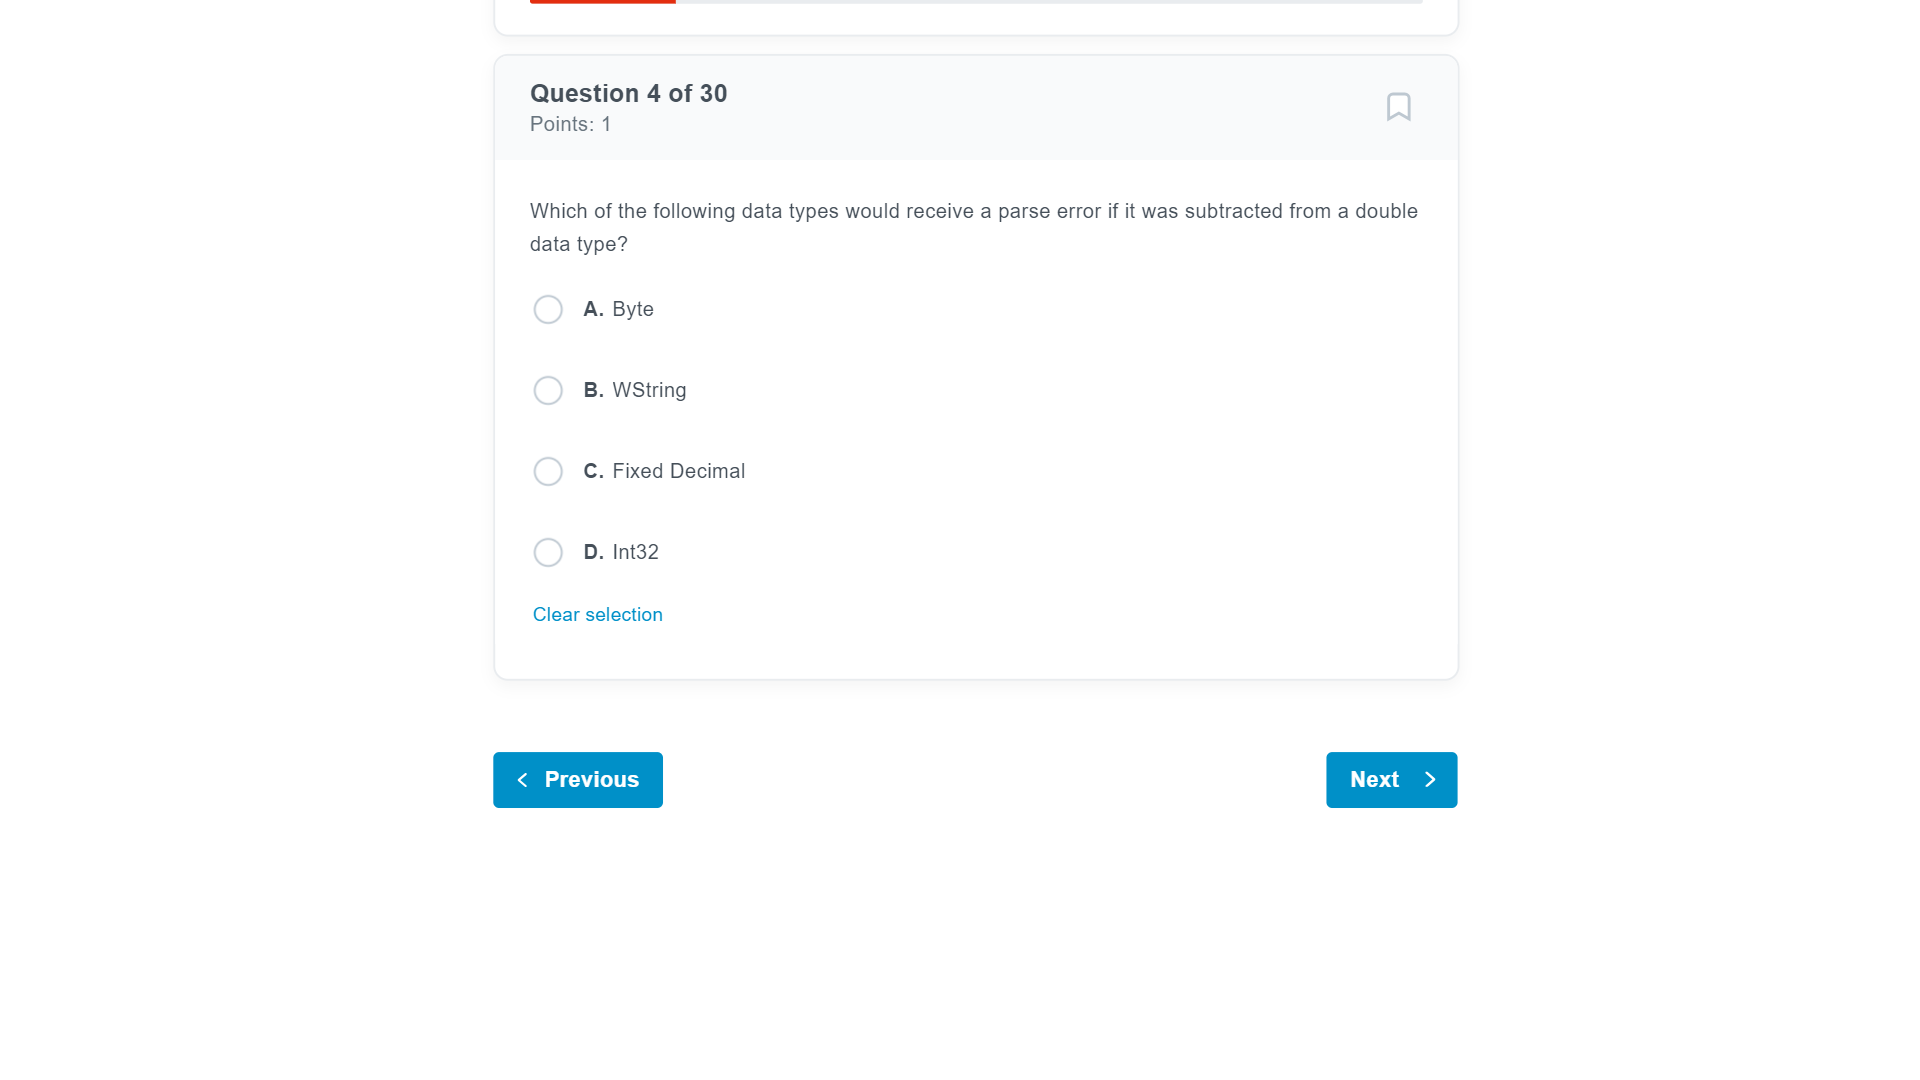 Question 4 of 30
Points: 1
Which of the following data types would receive a parse error if it was subtracted from a double
data type?
A. Byte
B. WString
C. Fixed Decimal
D. Int32
Clear selection
Previous
Next